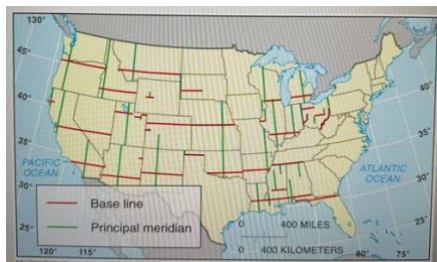 130°
45°
40°
40°
35°
35°
PACIFIC
OCEAN
ATLANTIC
OCEAN
30°
30°
Base line
Principal meridian
0 400 MILES
0 400 KILOMETERS
25°
25°
120° 115° 80° 75°